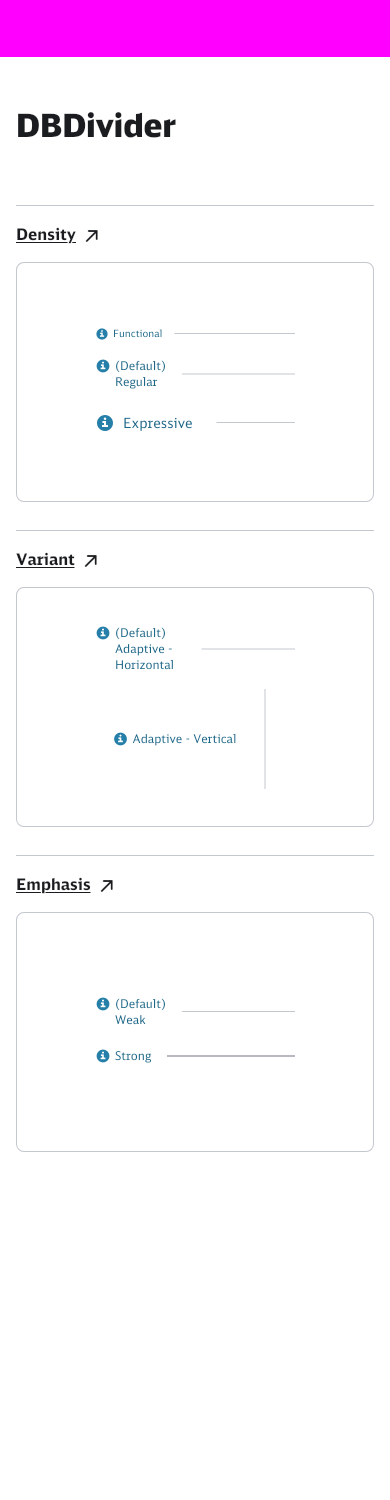 DBDivider
Density
Functional
(Default)
Regular
Expressive
Variant
(Default)
Adaptive -
Horizontal
Adaptive - Vertical
Emphasis
(Default)
Weak
Strong